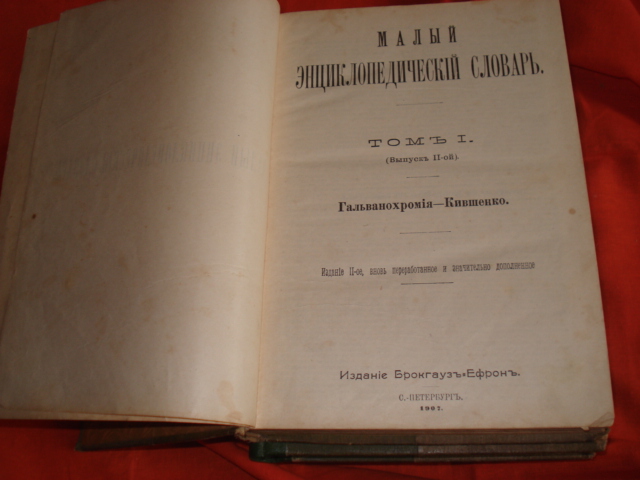 МАЛЫЙ
ЭНЦИКЛОПЕДИЧЕСКІЙ СЛОВАРЬ.
ТОМЪ I.
(Выпускъ II-ой).
Гальванохромія—Кившенко.
Изданіе II-ое, вновь переработанное и значительно дополненное
Изданіе Брокгаузъ-Ефронъ.
С.-ПЕТЕРБУРГЪ.
1907.